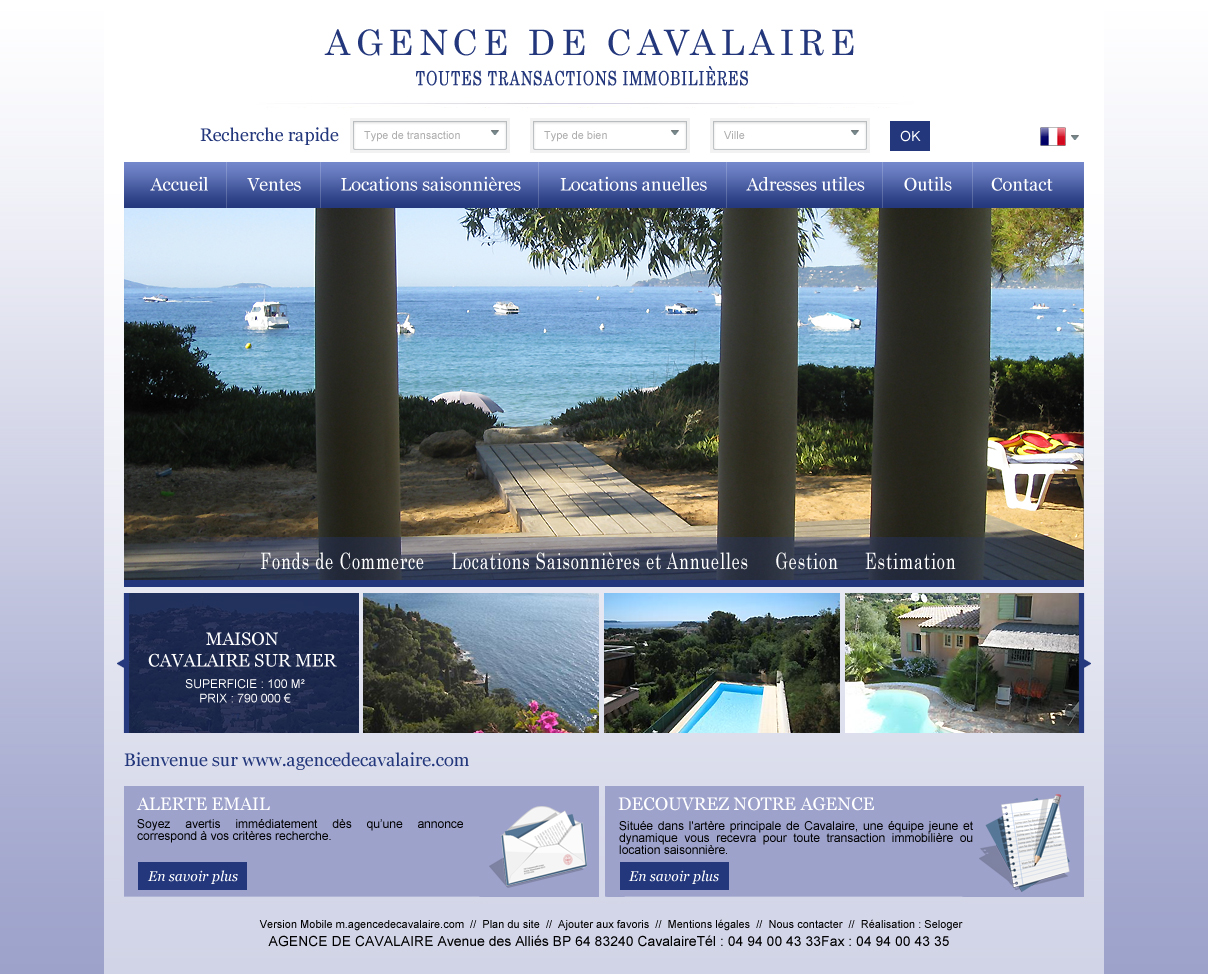 AGENCE DE CAVALAIRE
TOUTES TRANSACTIONS IMMOBILIÈRES
Recherche rapide Type de transaction Type de bien Ville OK
Accueil Ventes Locations saisonnières Locations anuelles Adresses utiles Outils Contact
Fonds de Commerce Locations Saisonnières et Annuelles Gestion Estimation
MAISON
CAVALAIRE SUR MER
SUPERFICIE : 100 M²
PRIX : 790 000 €
Bienvenue sur www.agencedecavalaire.com
ALERTE EMAIL
Soyez avertis immédiatement dès qu'une annonce
correspond à vos critères recherche.
En savoir plus
DECOUVREZ NOTRE AGENCE
Située dans l'artère principale de Cavalaire, une équipe jeune et
dynamique vous recevra pour toute transaction immobilière ou
location saisonnière.
En savoir plus
Version Mobile m.agencedecavalaire.com // Plan du site // Ajouter aux favoris // Mentions légales // Nous contacter // Réalisation : Seloger
AGENCE DE CAVALAIRE Avenue des Alliés BP 64 83240 CavalaireTél : 04 94 00 43 33Fax : 04 94 00 43 35